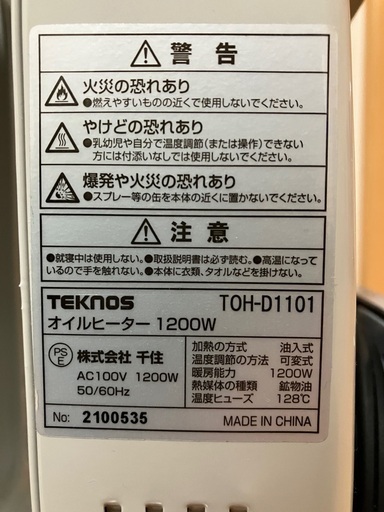 警告
火災の恐れあり
●燃えやすいものの近くで使用しないでください。
やけどの恐れあり
●乳幼児や自分で温度調節(または操作)できない
方には付添いなしでは使用しないでください。
爆発や火災の恐れあり
●スプレー等の缶を本体の近くに置かないでください。
注意
●就寝中は使用しない。●取扱説明書は必ず読む。●高温になって
いるので手を触れない。●本体に衣類、タオルなどを掛けない。
TEKNOS TOH-D1101
オイルヒーター 1200W
PSE 株式会社 千住
AC100V 1200W
50/60Hz
加熱の方式 油入式
温度調節の方法 可変式
暖房能力 1200W
熱媒体の種類 鉱物油
温度ヒューズ 128℃
No: 2100535 MADE IN CHINA